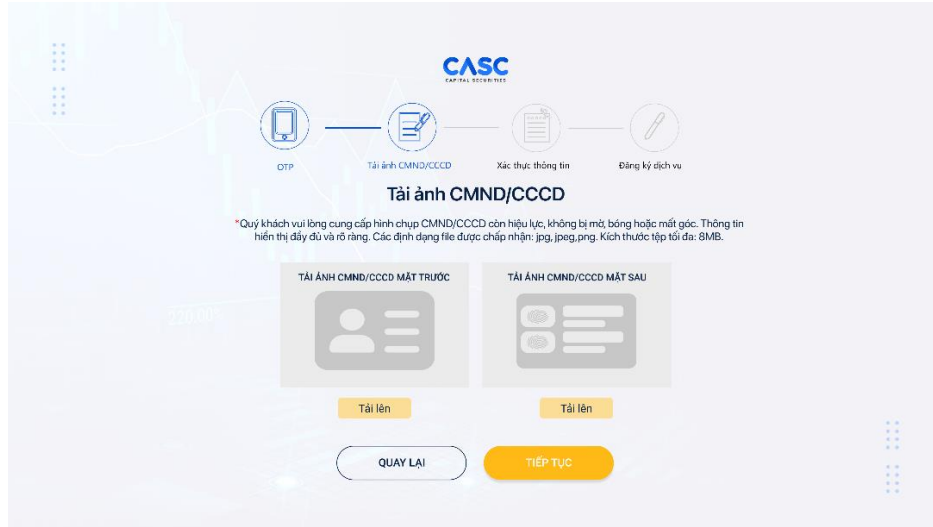 CASC
CAPITAL SECURITIES
OTP
Tải ảnh CMND/CCCD
Xác thực thông tin
Đăng ký dịch vụ
Tải ảnh CMND/CCCD
*Quý khách vui lòng cung cấp hình chụp CMND/CCCD còn hiệu lực, không bị mờ, bóng hoặc mất góc. Thông tin
hiển thị đầy đủ và rõ ràng. Các định dạng file được chấp nhận: jpg, jpeg,png. Kích thước tệp tối đa: 8MB.
TẢI ẢNH CMND/CCCD MẶT TRƯỚC
TẢI ẢNH CMND/CCCD MẶT SAU
220.00
Tải lên
Tải lên
QUAY LẠI
TIẾP TỤC